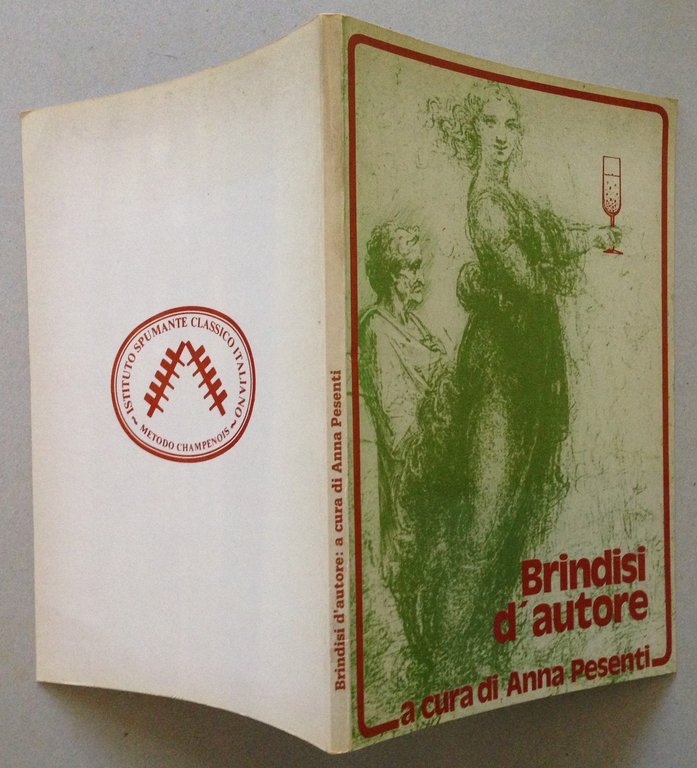 ISTITUTO SPUMANTE CLASSICO ITALIANO
~ METODO CHAMPENOIS ~
Brindisi d'autore: a cura di Anna Pesenti
Brindisi
d'autore
a cura di Anna Pesenti